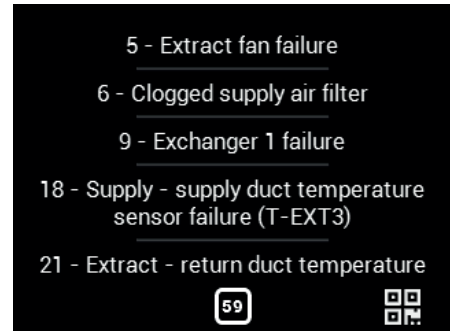 5 - Extract fan failure
6 - Clogged supply air filter
9 - Exchanger 1 failure
18 - Supply - supply duct temperature
sensor failure (T-EXT3)
21 - Extract - return duct temperature
59